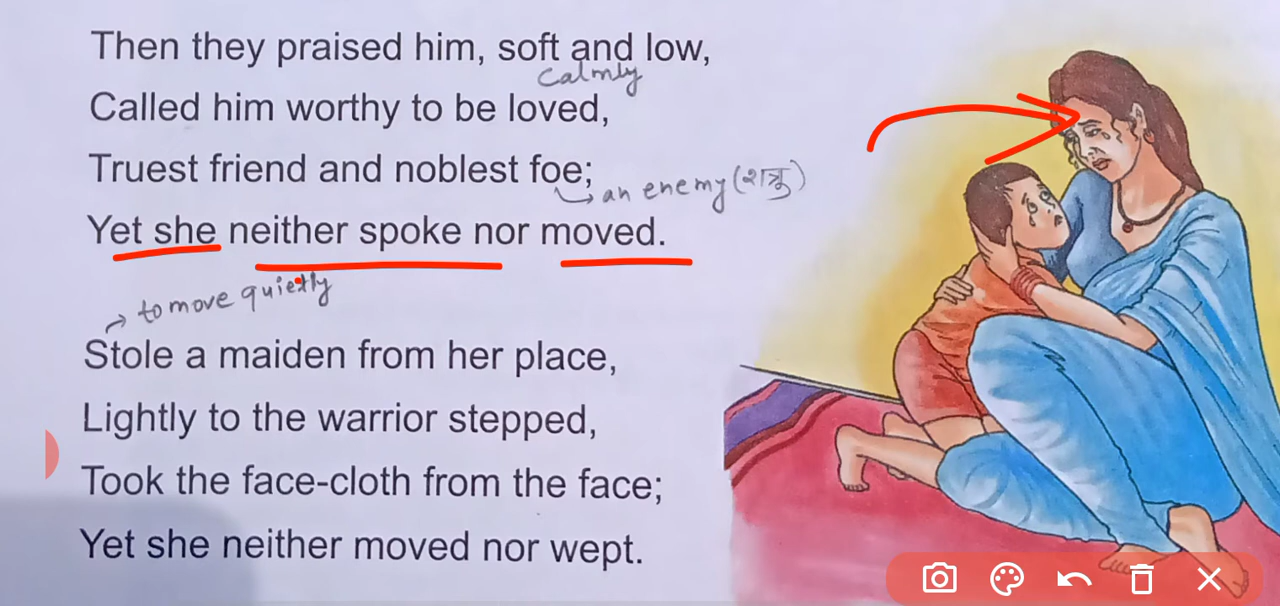 Then they praised him, soft and low,
calmly
Called him worthy to be loved,
Truest friend and noblest foe;
an enemy (शत्रु)
Yet she neither spoke nor moved.
to move quietly
Stole a maiden from her place,
Lightly to the warrior stepped,
Took the face-cloth from the face;
Yet she neither moved nor wept.